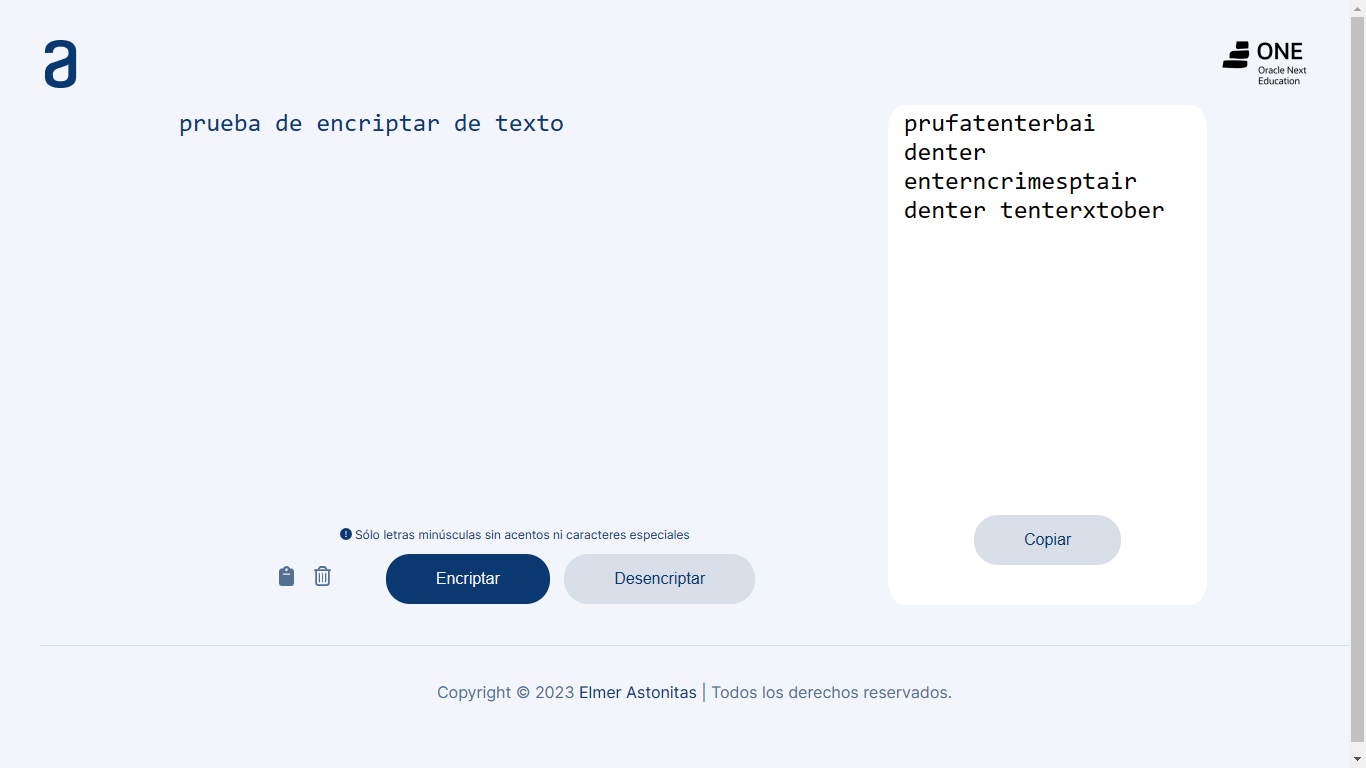 a
ONE
Oracle Next
Education
prueba de encriptar de texto
prufatenterbai
denter
enterncrimesptair
denter tenterxtober
Sólo letras minúsculas sin acentos ni caracteres especiales
Encriptar
Desencriptar
Copiar
Copyright © 2023 Elmer Astonitas | Todos los derechos reservados.